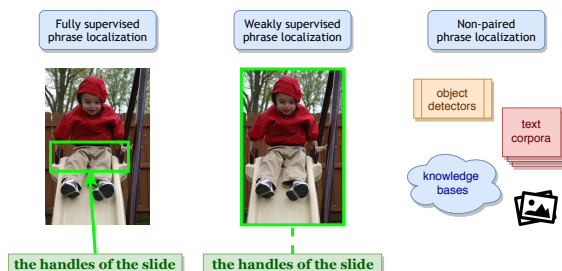 Fully supervised
phrase localization
Weakly supervised
phrase localization
Non-paired
phrase localization
object
detectors
text
corpora
knowledge
bases
the handles of the slide
the handles of the slide